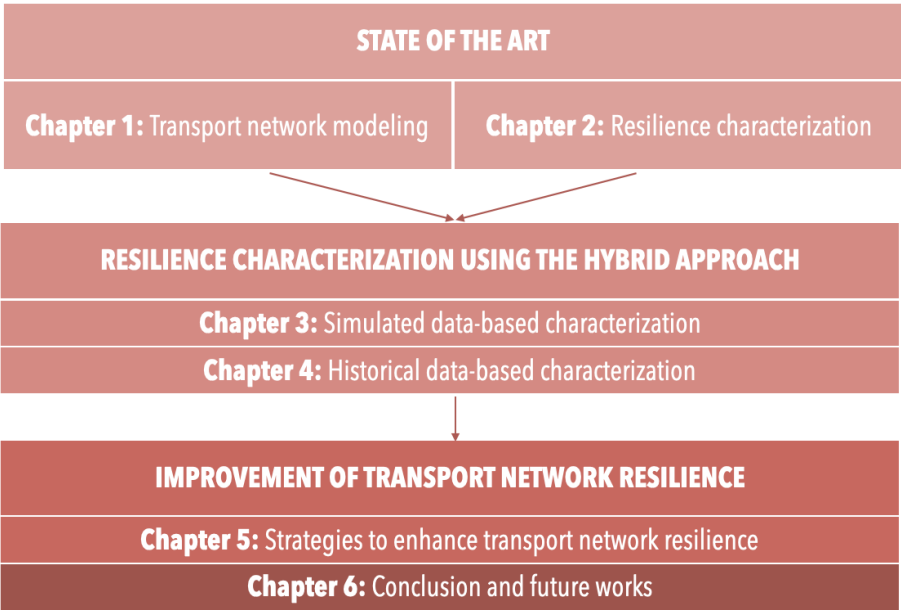 STATE OF THE ART
Chapter 1: Transport network modeling
Chapter 2: Resilience characterization
RESILIENCE CHARACTERIZATION USING THE HYBRID APPROACH
Chapter 3: Simulated data-based characterization
Chapter 4: Historical data-based characterization
IMPROVEMENT OF TRANSPORT NETWORK RESILIENCE
Chapter 5: Strategies to enhance transport network resilience
Chapter 6: Conclusion and future works